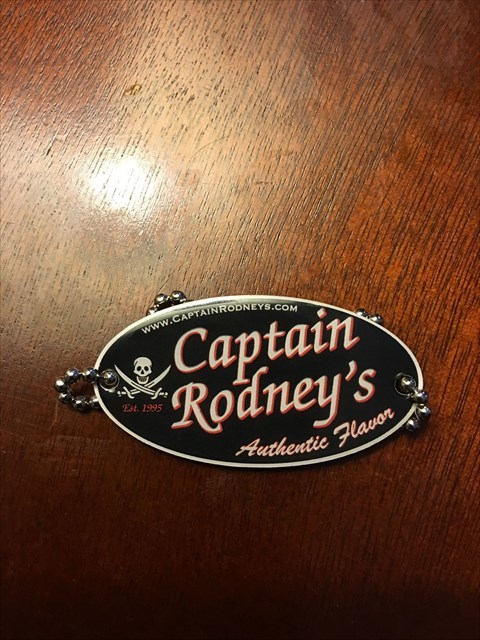 www.CaptainRodneys.com
Captain
Rodney's
Est. 1995
Authentic Flavor